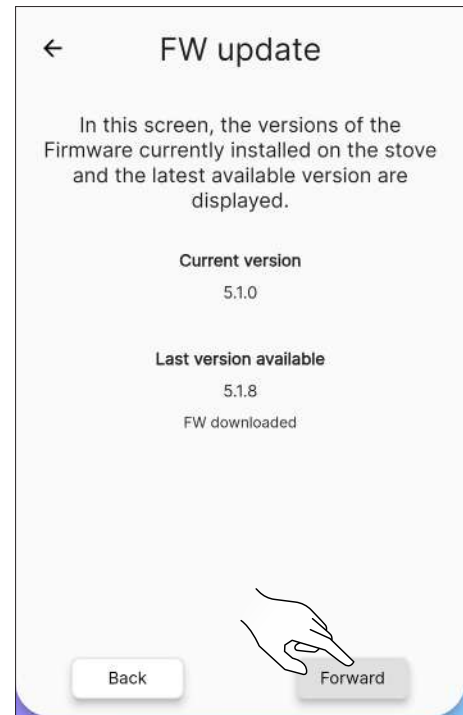 FW update
In this screen, the versions of the
Firmware currently installed on the stove
and the latest available version are
displayed.
Current version
5.1.0
Last version available
5.1.8
FW downloaded
Back
Forward